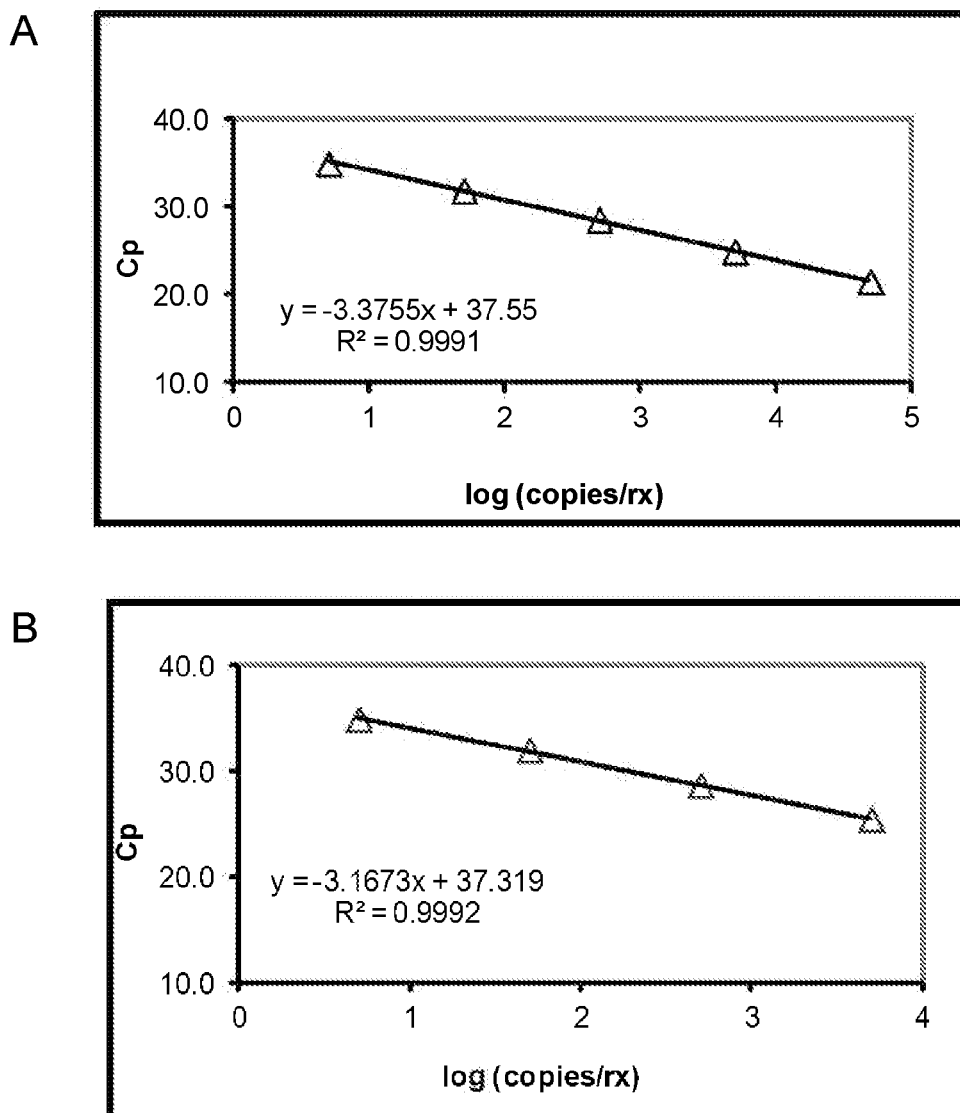 A
40.0
30.0
Cp
20.0
y = -3.3755x + 37.55
R² = 0.9991
10.0
0 1 2 3 4 5
log (copies/rx)
B
40.0
30.0
Cp
20.0
y = -3.1673x + 37.319
R² = 0.9992
10.0
0 1 2 3 4
log (copies/rx)